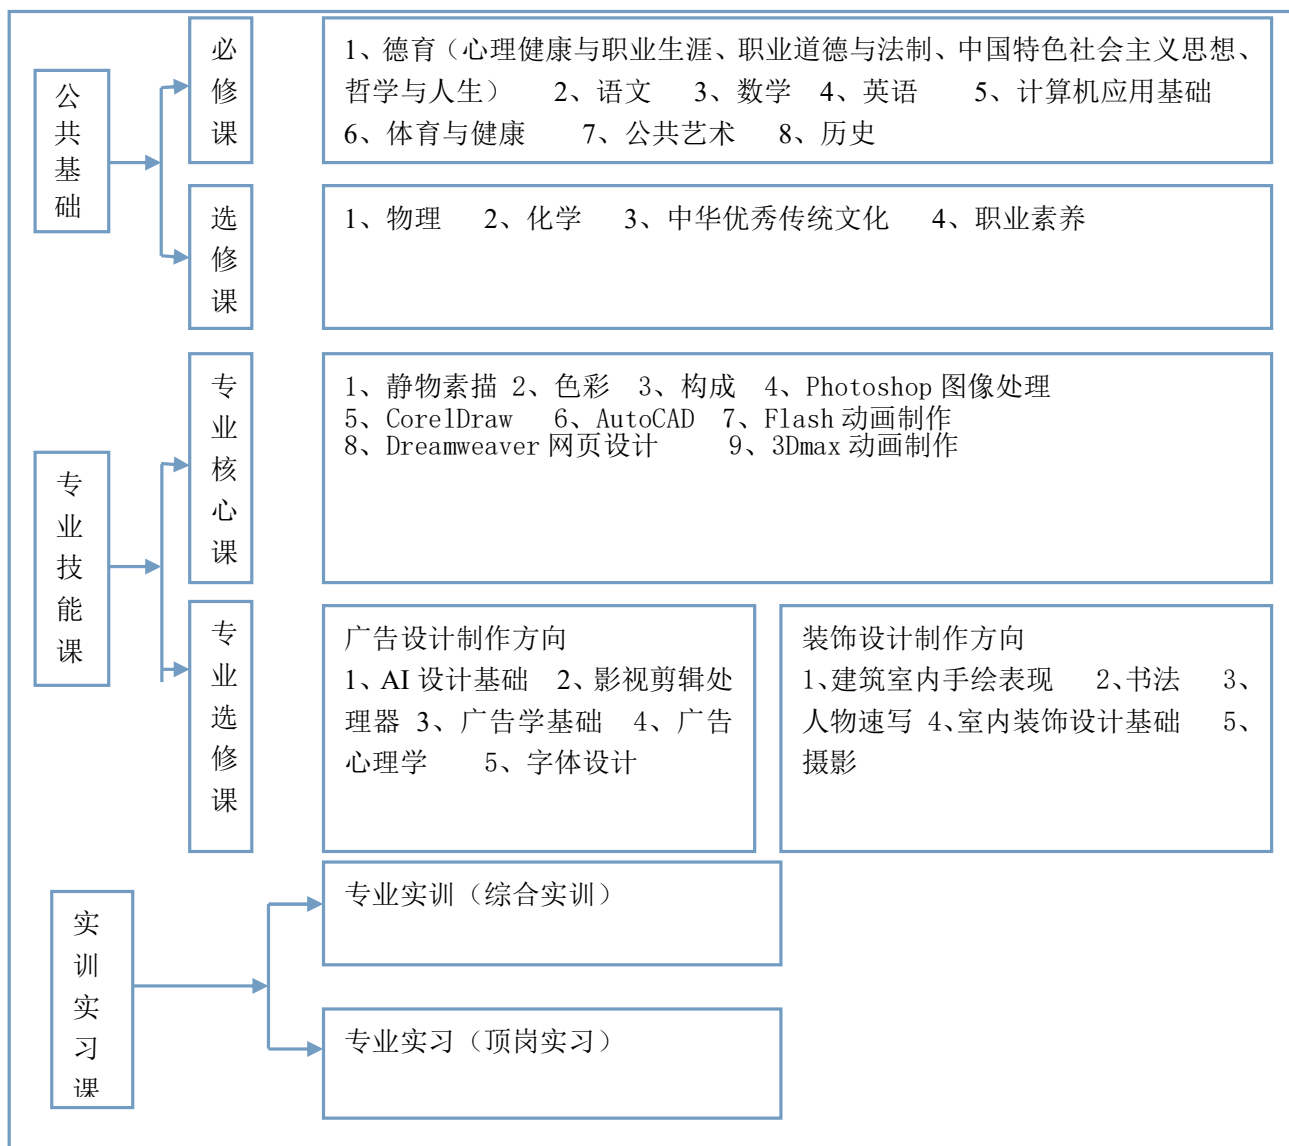 公共基础
必修课
1、德育（心理健康与职业生涯、职业道德与法制、中国特色社会主义思想、
哲学与人生） 2、语文 3、数学 4、英语 5、计算机应用基础
6、体育与健康 7、公共艺术 8、历史
选修课
1、物理 2、化学 3、中华优秀传统文化 4、职业素养
专业技能课
专业核心课
1、静物素描 2、色彩 3、构成 4、Photoshop 图像处理
5、CorelDraw 6、AutoCAD 7、Flash 动画制作
8、Dreamweaver 网页设计 9、3Dmax 动画制作
专业选修课
广告设计制作方向
1、AI 设计基础 2、影视剪辑处
理器 3、广告学基础 4、广告
心理学 5、字体设计
装饰设计制作方向
1、建筑室内手绘表现 2、书法 3、
人物速写 4、室内装饰设计基础 5、
摄影
实训实习课
专业实训（综合实训）
专业实习（顶岗实习）